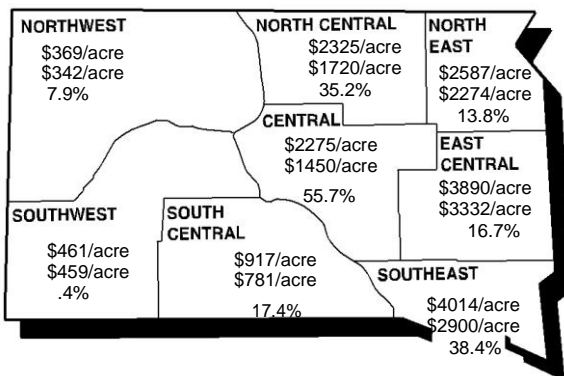 NORTHWEST
$369/acre
$342/acre
7.9%
NORTH CENTRAL
$2325/acre
$1720/acre
35.2%
NORTH
EAST
$2587/acre
$2274/acre
13.8%
CENTRAL
$2275/acre
$1450/acre
55.7%
EAST
CENTRAL
$3890/acre
$3332/acre
16.7%
SOUTHWEST
$461/acre
$459/acre
.4%
SOUTH
CENTRAL
$917/acre
$781/acre
17.4%
SOUTHEAST
$4014/acre
$2900/acre
38.4%